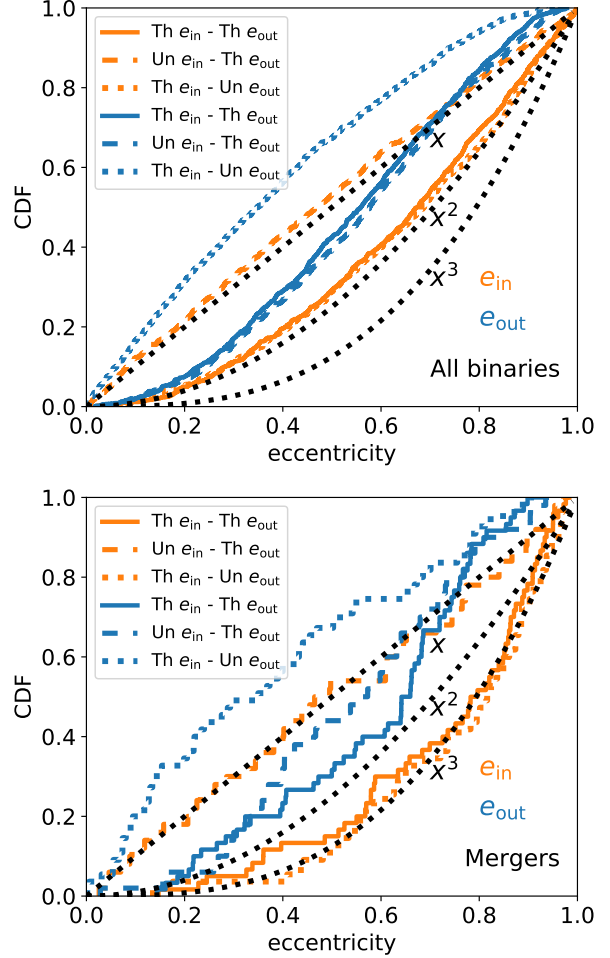 1.0
0.8
0.6
0.4
0.2
0.0
CDF
Th e_in - Th e_out
Un e_in - Th e_out
Th e_in - Un e_out
Th e_in - Th e_out
Un e_in - Th e_out
Th e_in - Un e_out
x
x²
x³
e_in
e_out
All binaries
0.0 0.2 0.4 0.6 0.8 1.0
eccentricity
1.0
0.8
0.6
0.4
0.2
0.0
CDF
Th e_in - Th e_out
Un e_in - Th e_out
Th e_in - Un e_out
Th e_in - Th e_out
Un e_in - Th e_out
Th e_in - Un e_out
x
x²
x³
e_in
e_out
Mergers
0.0 0.2 0.4 0.6 0.8 1.0
eccentricity